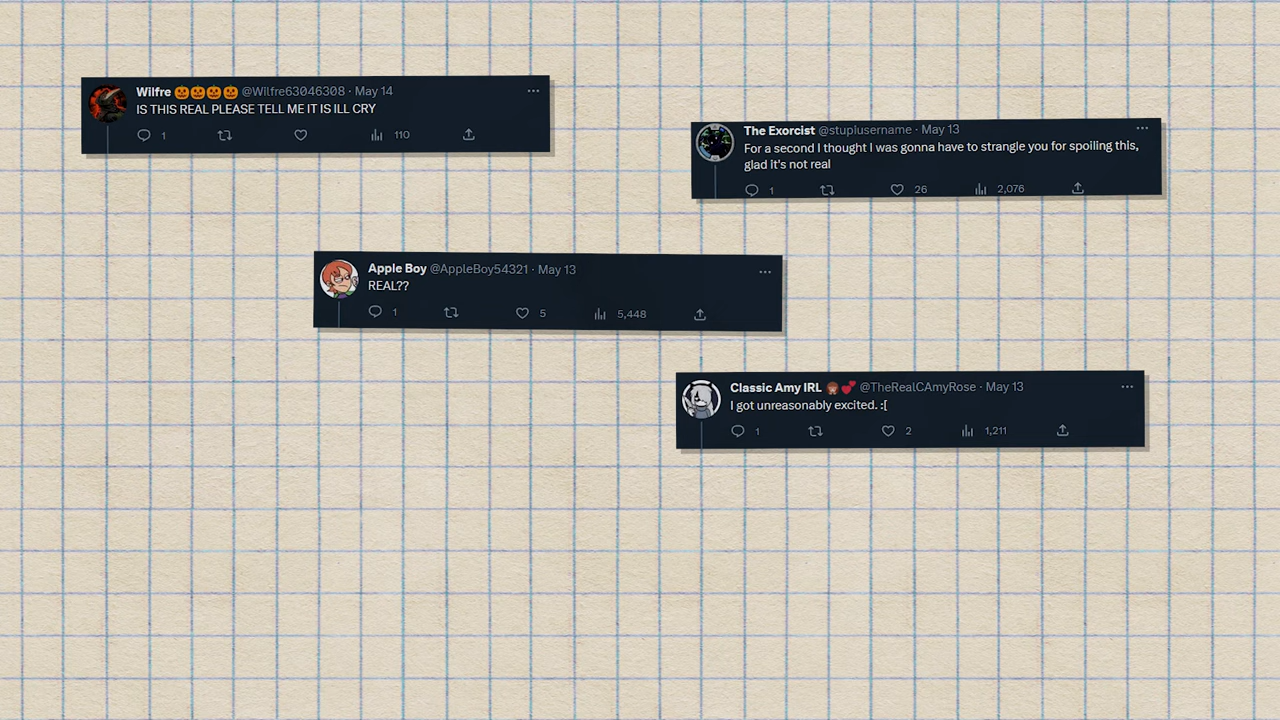 Wilfre 🎃🎃🎃🎃 @Wilfre63046308 · May 14
IS THIS REAL PLEASE TELL ME IT IS ILL CRY
1 110
The Exorcist @stuplusername · May 13
For a second I thought I was gonna have to strangle you for spoiling this,
glad it's not real
1 26 2,076
Apple Boy @AppleBoy54321 · May 13
REAL??
1 5 5,448
Classic Amy IRL @TheRealCAmyRose · May 13
I got unreasonably excited. :[
1 2 1,211